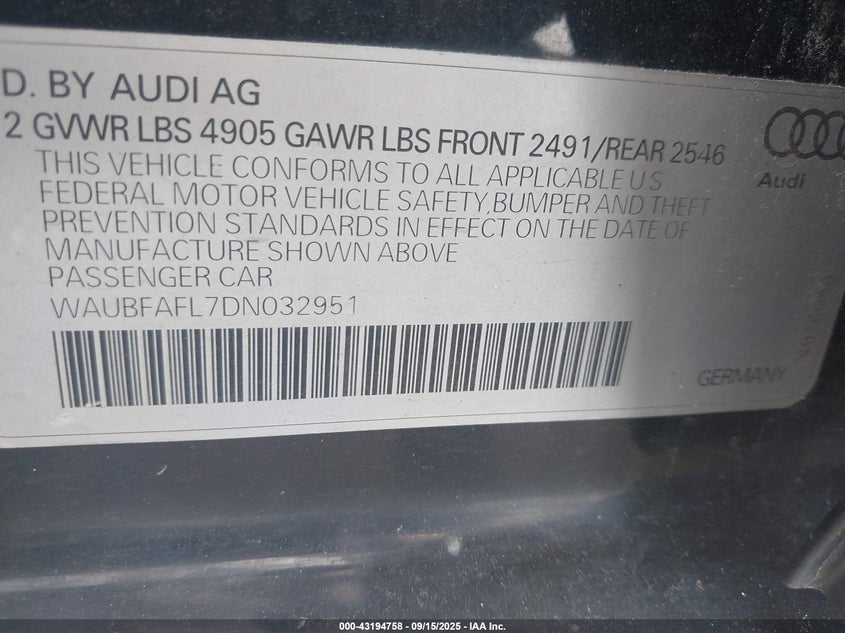 D. BY AUDI AG
2 GVWR LBS 4905 GAWR LBS FRONT 2491/REAR 2546
THIS VEHICLE CONFORMS TO ALL APPLICABLE U S
FEDERAL MOTOR VEHICLE SAFETY, BUMPER AND THEFT
PREVENTION STANDARDS IN EFFECT ON THE DATE OF
MANUFACTURE SHOWN ABOVE
PASSENGER CAR
WAUBFAFL7DN032951
Audi
GERMANY
000-43194758 - 09/15/2025 - IAA Inc.